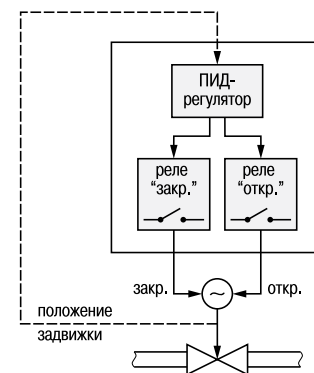 ПИД-
регулятор
реле
“закр.”
реле
“откр.”
закр.
~
откр.
положение
задвижки